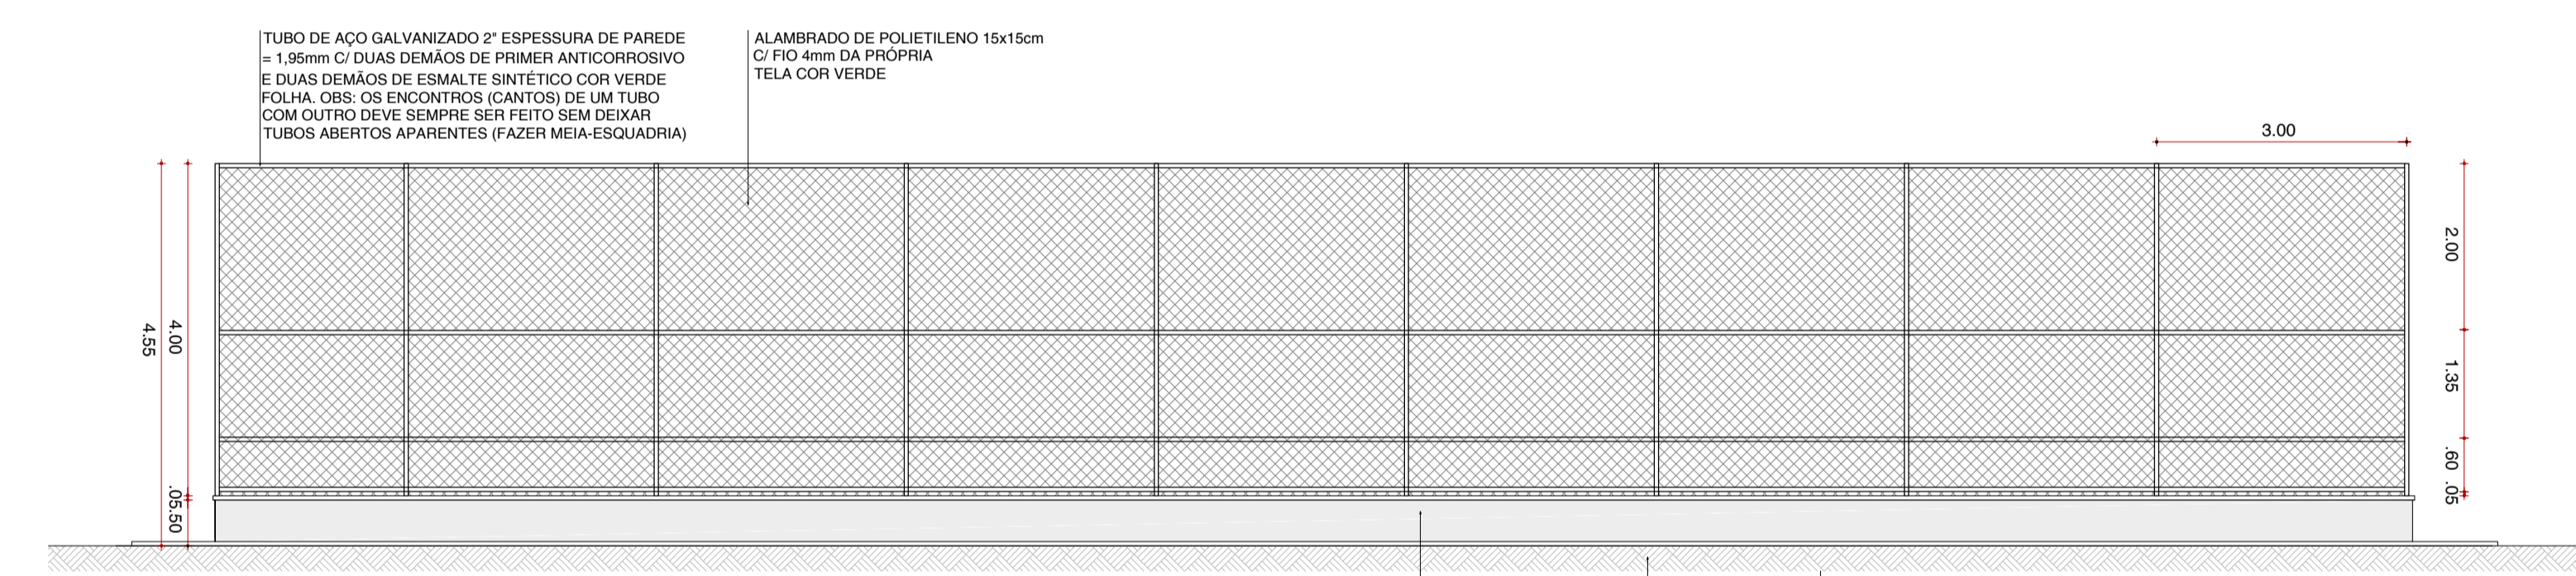 TUBO DE AÇO GALVANIZADO 2" ESPESSURA DE PAREDE
= 1,95mm C/ DUAS DEMÃOS DE PRIMER ANTICORROSIVO
E DUAS DEMÃOS DE ESMALTE SINTÉTICO COR VERDE
FOLHA. OBS: OS ENCONTROS (CANTOS) DE UM TUBO
COM OUTRO DEVE SEMPRE SER FEITO SEM DEIXAR
TUBOS ABERTOS APARENTES (FAZER MEIA-ESQUADRIA)
ALAMBRADO DE POLIETILENO 15x15cm
C/ FIO 4mm DA PRÓPRIA
TELA COR VERDE
3.00
4.55
4.00
.05
.50
2.00
1.35
.60
.05